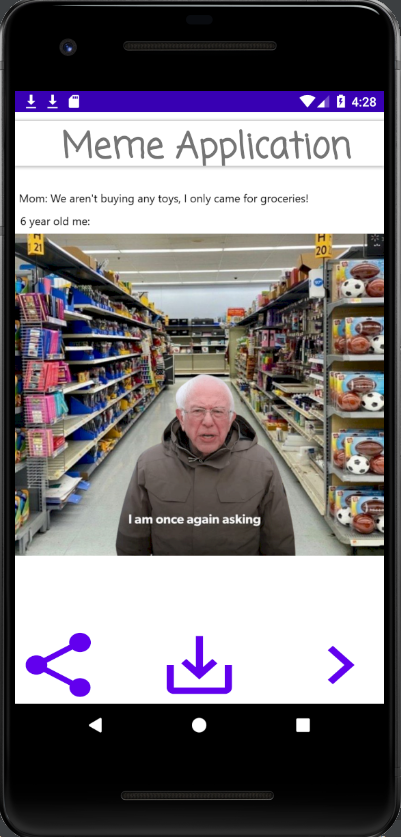 4:28
Meme Application
Mom: We aren't buying any toys, I only came for groceries!
6 year old me:
H
21
H
20
I am once again asking